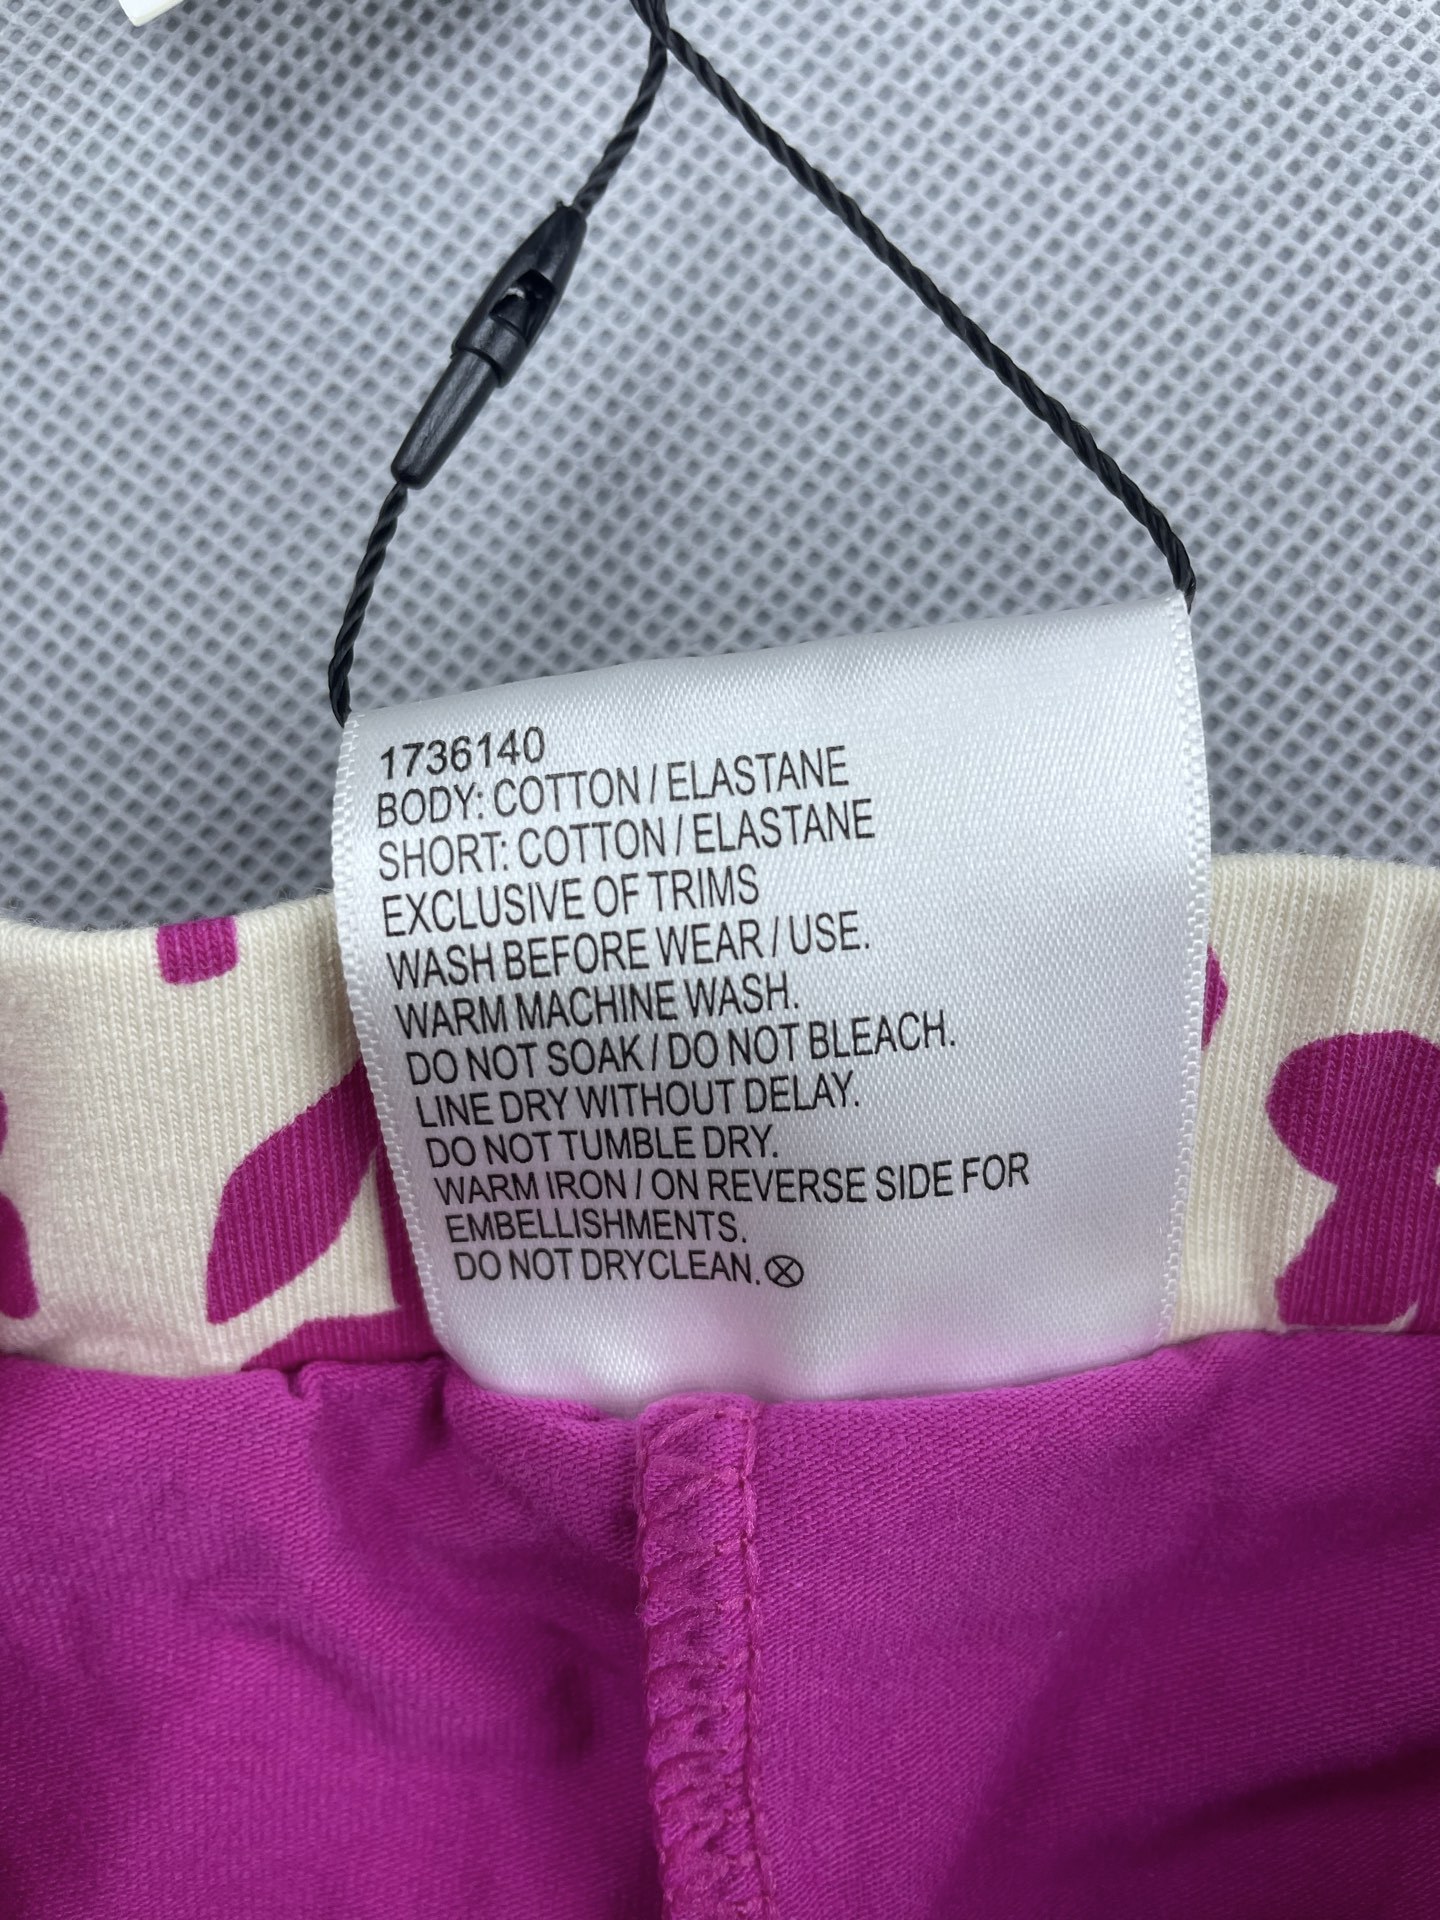 1736140
BODY: COTTON / ELASTANE
SHORT: COTTON / ELASTANE
EXCLUSIVE OF TRIMS
WASH BEFORE WEAR / USE.
WARM MACHINE WASH.
DO NOT SOAK / DO NOT BLEACH.
LINE DRY WITHOUT DELAY.
DO NOT TUMBLE DRY.
WARM IRON / ON REVERSE SIDE FOR
EMBELLISHMENTS.
DO NOT DRYCLEAN.